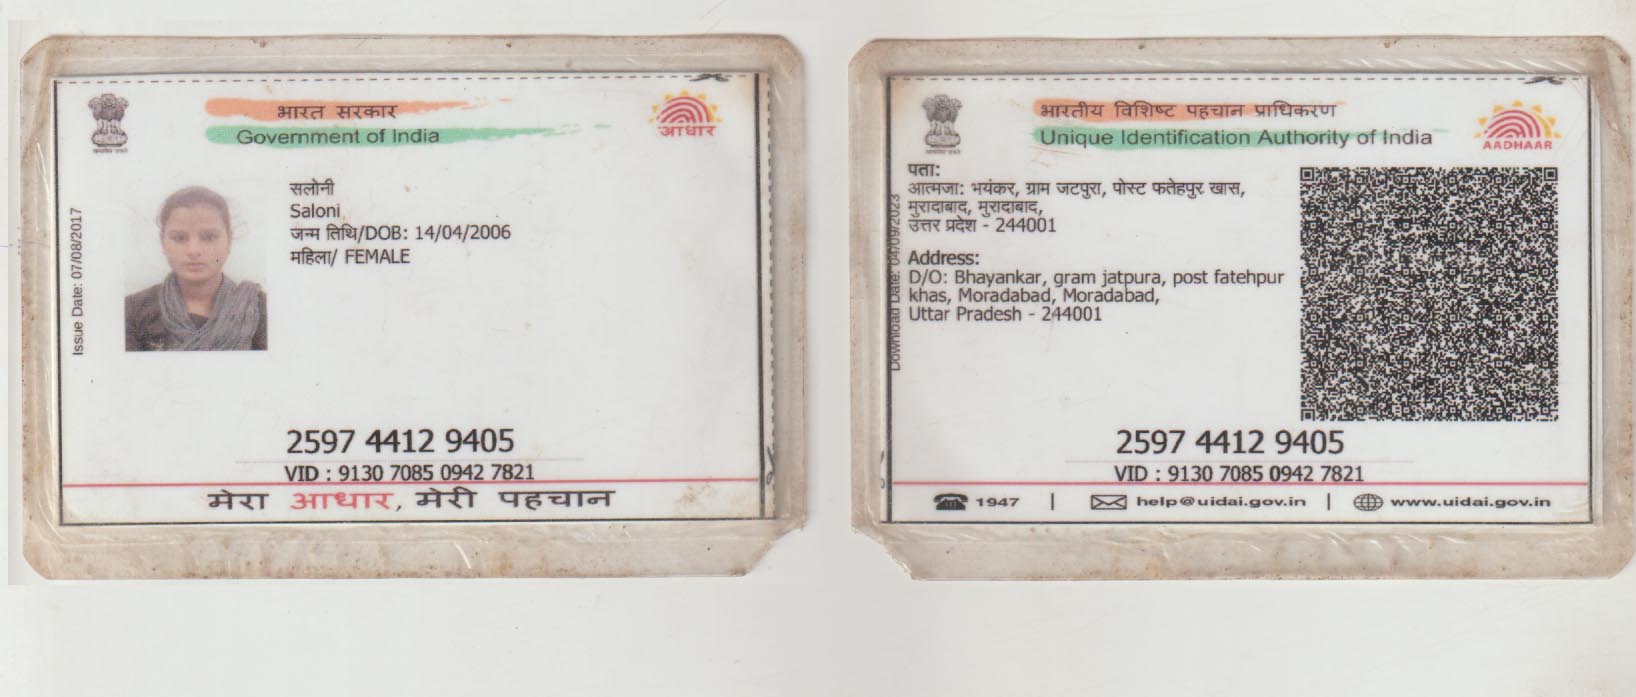 भारत सरकार
Government of India
आधार
Issue Date: 07/08/2017
सलोनी
Saloni
जन्म तिथि/DOB: 14/04/2006
महिला/ FEMALE
2597 4412 9405
VID : 9130 7085 0942 7821
मेरा आधार, मेरी पहचान
भारतीय विशिष्ट पहचान प्राधिकरण
Unique Identification Authority of India
AADHAAR
Download Date: 04/09/2023
पता:
आत्मजा: भयंकर, ग्राम जटपुरा, पोस्ट फतेहपुर खास,
मुरादाबाद, मुरादाबाद,
उत्तर प्रदेश - 244001
Address:
D/O: Bhayankar, gram jatpura, post fatehpur
khas, Moradabad, Moradabad,
Uttar Pradesh - 244001
2597 4412 9405
VID : 9130 7085 0942 7821
1947 | help@uidai.gov.in | www.uidai.gov.in